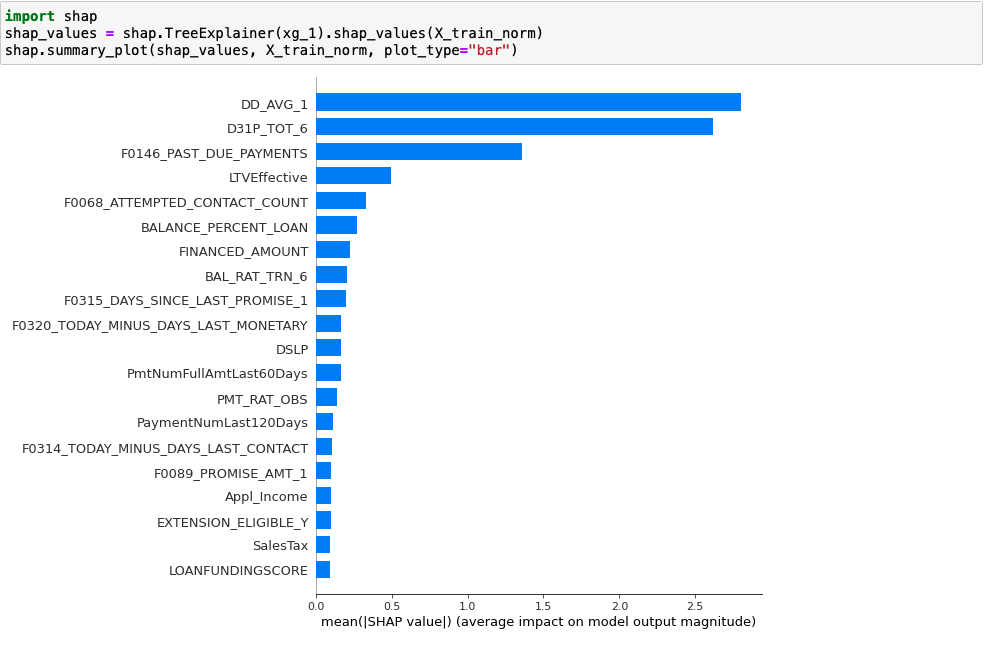 import shap
shap_values = shap.TreeExplainer(xg_1).shap_values(X_train_norm)
shap.summary_plot(shap_values, X_train_norm, plot_type="bar")
DD_AVG_1
D31P_TOT_6
F0146_PAST_DUE_PAYMENTS
LTVEffective
F0068_ATTEMPTED_CONTACT_COUNT
BALANCE_PERCENT_LOAN
FINANCED_AMOUNT
BAL_RAT_TRN_6
F0315_DAYS_SINCE_LAST_PROMISE_1
F0320_TODAY_MINUS_DAYS_LAST_MONETARY
DSLP
PmtNumFullAmtLast60Days
PMT_RAT_OBS
PaymentNumLast120Days
F0314_TODAY_MINUS_DAYS_LAST_CONTACT
F0089_PROMISE_AMT_1
Appl_Income
EXTENSION_ELIGIBLE_Y
SalesTax
LOANFUNDINGSCORE
0.0 0.5 1.0 1.5 2.0 2.5
mean(|SHAP value|) (average impact on model output magnitude)